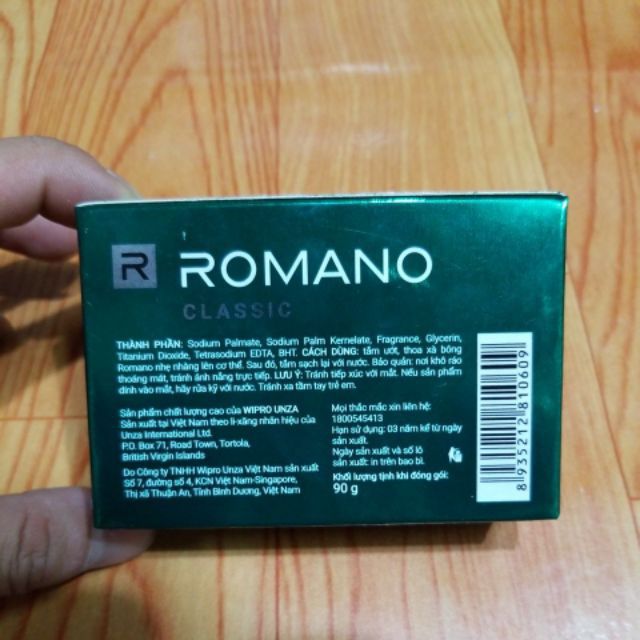 R ROMANO
CLASSIC
THÀNH PHẦN: Sodium Palmate, Sodium Palm Kernelate, Fragrance, Glycerin,
Titanium Dioxide, Tetrasodium EDTA, BHT. CÁCH DÙNG: tắm ướt, thoa xà bông
Romano nhẹ nhàng lên cơ thể. Sau đó, tắm sạch lại với nước. Bảo quản: nơi khô ráo
thoáng mát, tránh ánh nắng trực tiếp. LƯU Ý: Tránh tiếp xúc với mắt. Nếu sản phẩm
dính vào mắt, hãy rửa kỹ với nước. Tránh xa tầm tay trẻ em.
Sản phẩm chất lượng cao của WIPRO UNZA
Sản xuất tại Việt Nam theo li-xăng nhãn hiệu của
Unza International Ltd.
P.O. Box 71, Road Town, Tortola,
British Virgin Islands
Do Công ty TNHH Wipro Unza Việt Nam sản xuất
Số 7, đường số 4, KCN Việt Nam-Singapore,
Thị xã Thuận An, Tỉnh Bình Dương, Việt Nam
Mọi thắc mắc xin liên hệ:
1800545413
Hạn sử dụng: 03 năm kể từ ngày
sản xuất.
Ngày sản xuất và số lô
sản xuất: in trên bao bì.
Khối lượng tịnh khi đóng gói:
90 g
8 935212 810609